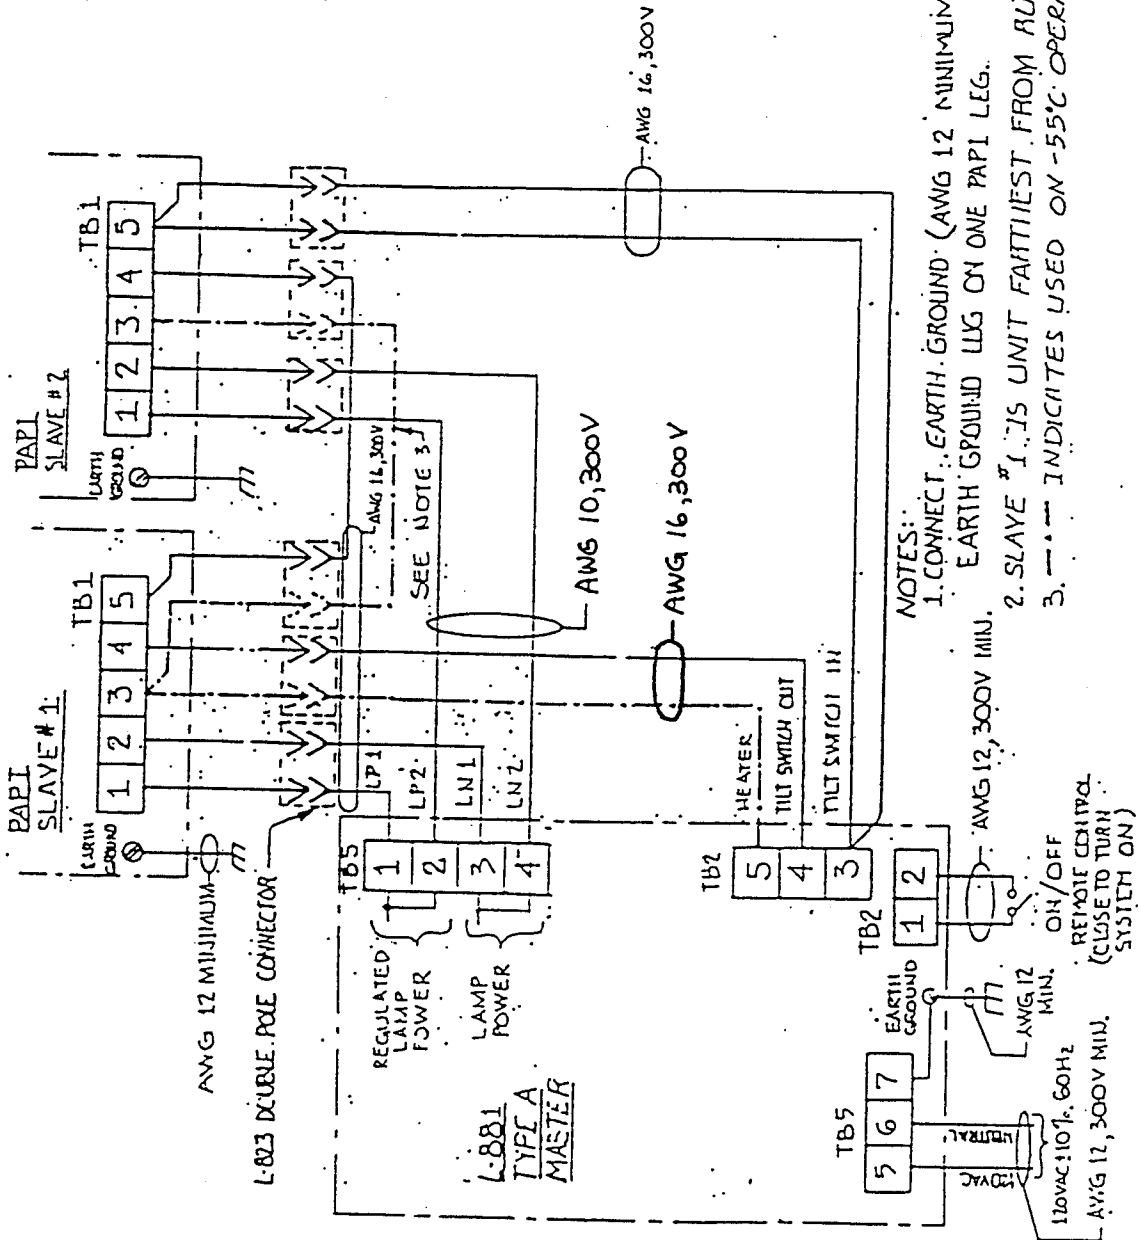 PAPI
SLAVE #1
EARTH
GROUND
TB1
1 2 3 4 5
PAPI
SLAVE #2
EARTH
GROUND
TB1
1 2 3 4 5
AWG 12 MINIMUM
L-823 DOUBLE POLE CONNECTOR
AWG 16, 300V
SEE NOTE 3
AWG 10, 300V
AWG 16, 300V
AWG 16, 300V
LP1
LP2
LN1
LN2
TB5
1
2
3
4
REGULATED
LAMP
POWER
LAMP
POWER
L-881
TYPE A
MASTER
HEATER
TILT SWITCH OUT
TILT SWITCH IN
TB2
5
4
3
TB2
1 2
AWG 12, 300V MIN.
ON/OFF
REMOTE CONTROL
(CLOSE TO TURN
SYSTEM ON)
EARTH
GROUND
AWG 12
MIN.
TB5
5 6 7
120VAC
NEUTRAL
120VAC ±10%, 60Hz
AWG 12, 300V MIN.
NOTES:
1. CONNECT EARTH GROUND (AWG 12 MINIMUM
EARTH GROUND LUG ON ONE PAPI LEG.
2. SLAVE #1 IS UNIT FARTHEST FROM
3. —·— INDICATES USED ON -55°C